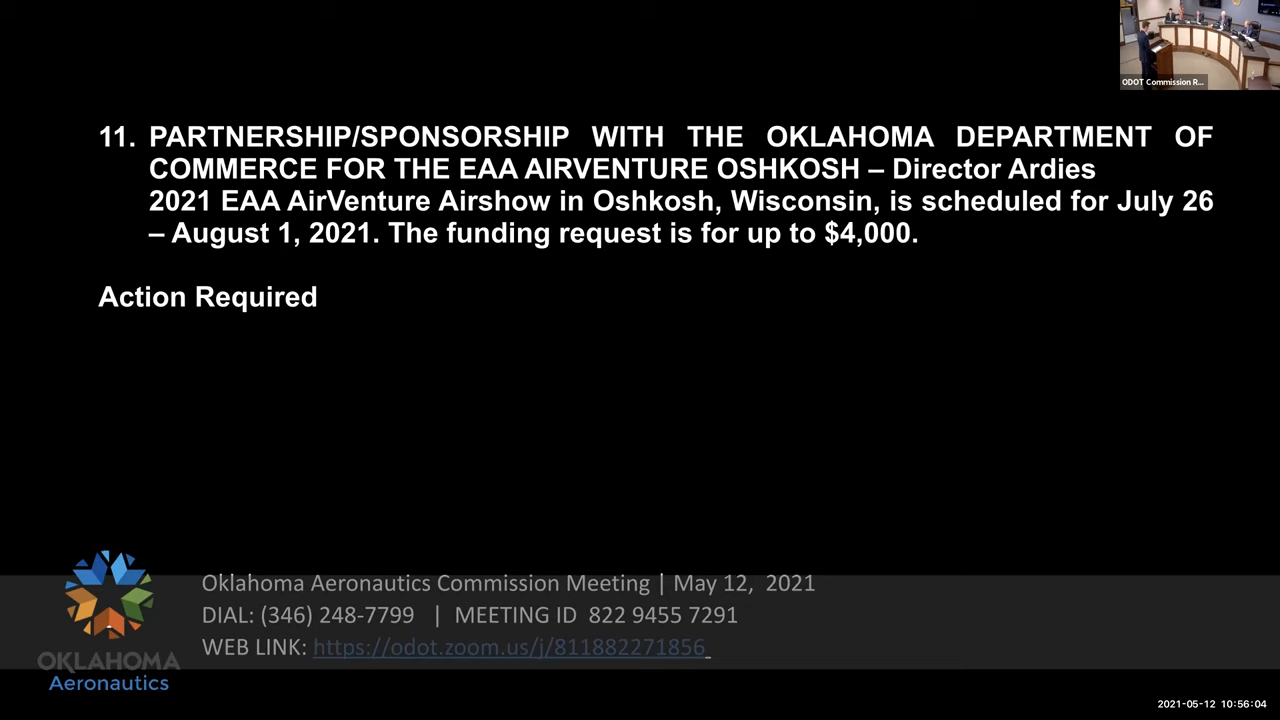 ODOT Commission R...
11. PARTNERSHIP/SPONSORSHIP WITH THE OKLAHOMA DEPARTMENT OF
COMMERCE FOR THE EAA AIRVENTURE OSHKOSH – Director Ardies
2021 EAA AirVenture Airshow in Oshkosh, Wisconsin, is scheduled for July 26
– August 1, 2021. The funding request is for up to $4,000.
Action Required
Oklahoma Aeronautics Commission Meeting | May 12, 2021
DIAL: (346) 248-7799 | MEETING ID 822 9455 7291
WEB LINK: https://odot.zoom.us/j/811882271856
OKLAHOMA
Aeronautics
2021-05-12 10:56:04